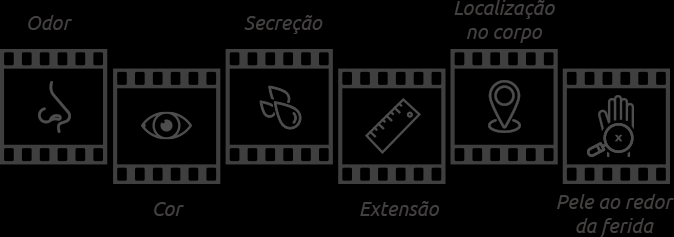 Odor
Cor
Secreção
Extensão
Localização
no corpo
Pele ao redor
da ferida